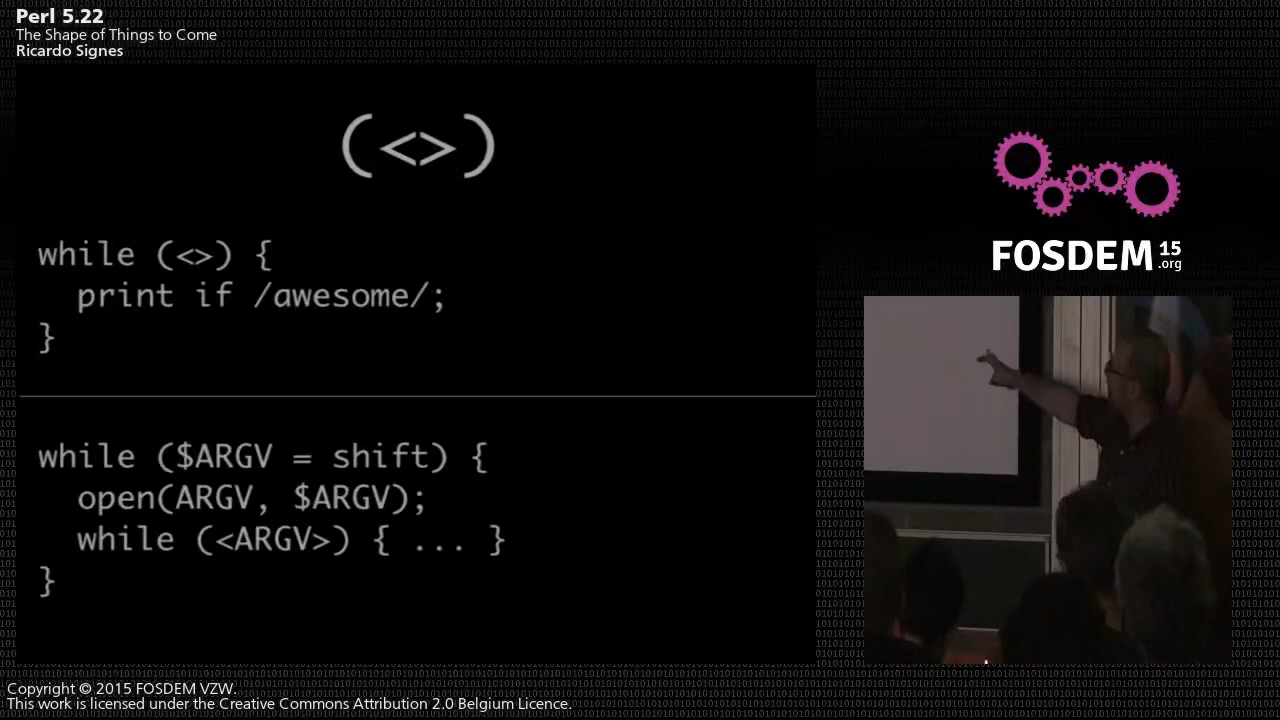 Perl 5.22
The Shape of Things to Come
Ricardo Signes
(<>)
while (<>) {
  print if /awesome/;
}
while ($ARGV = shift) {
  open(ARGV, $ARGV);
  while (<ARGV>) { ... }
}
FOSDEM 15
.org
Copyright © 2015 FOSDEM VZW.
This work is licensed under the Creative Commons Attribution 2.0 Belgium Licence.